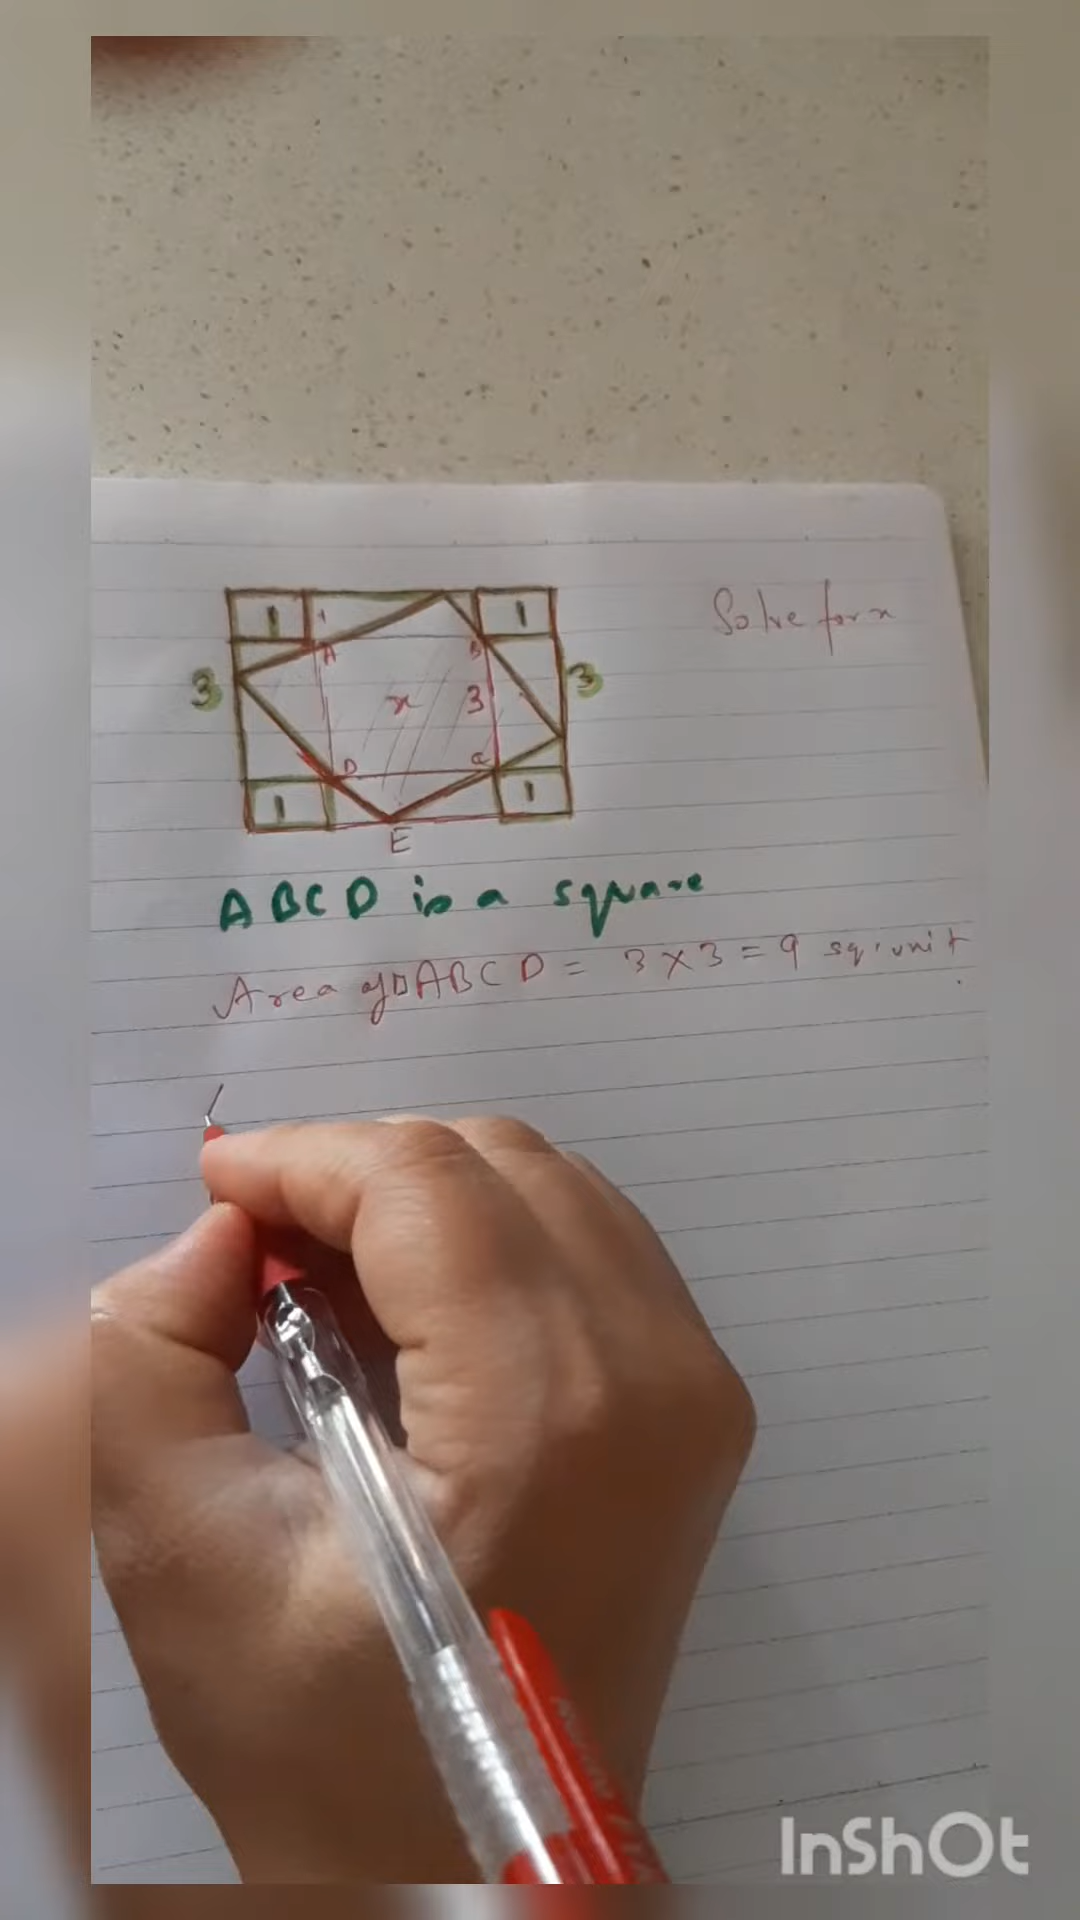 1 1 1
Solve for x
A B
3 x 3 3
D C
1 1
E
ABCD is a square
Area of □ABCD = 3 × 3 = 9 sq. unit
InShOt